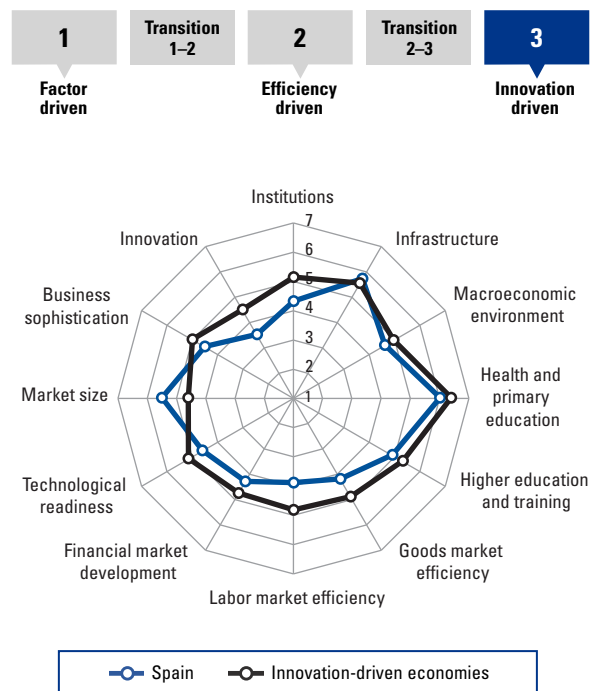 1
Transition
1–2
2
Transition
2–3
3
Factor
driven
Efficiency
driven
Innovation
driven
Institutions
7
Innovation
Infrastructure
6
5
Business
sophistication
Macroeconomic
environment
4
3
2
Market size
1
Health and
primary
education
Technological
readiness
Higher education
and training
Financial market
development
Goods market
efficiency
Labor market efficiency
Spain
Innovation-driven economies